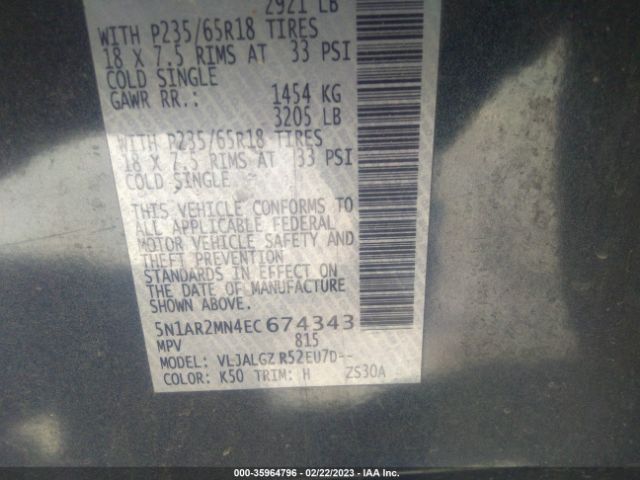 2921 LB
WITH P235/65R18 TIRES
18 X 7.5 RIMS AT 33 PSI
COLD SINGLE
GAWR RR.: 1454 KG
3205 LB
WITH P235/65R18 TIRES
18 X 7.5 RIMS AT 33 PSI
COLD SINGLE
THIS VEHICLE CONFORMS TO
ALL APPLICABLE FEDERAL
MOTOR VEHICLE SAFETY AND
THEFT PREVENTION
STANDARDS IN EFFECT ON
THE DATE OF MANUFACTURE
SHOWN ABOVE.
5N1AR2MN4EC674343
MPV 815
MODEL: VLJALGZ R52EU7D--
COLOR: K50 TRIM: H ZS30A
000-35964796 - 02/22/2023 - IAA Inc.